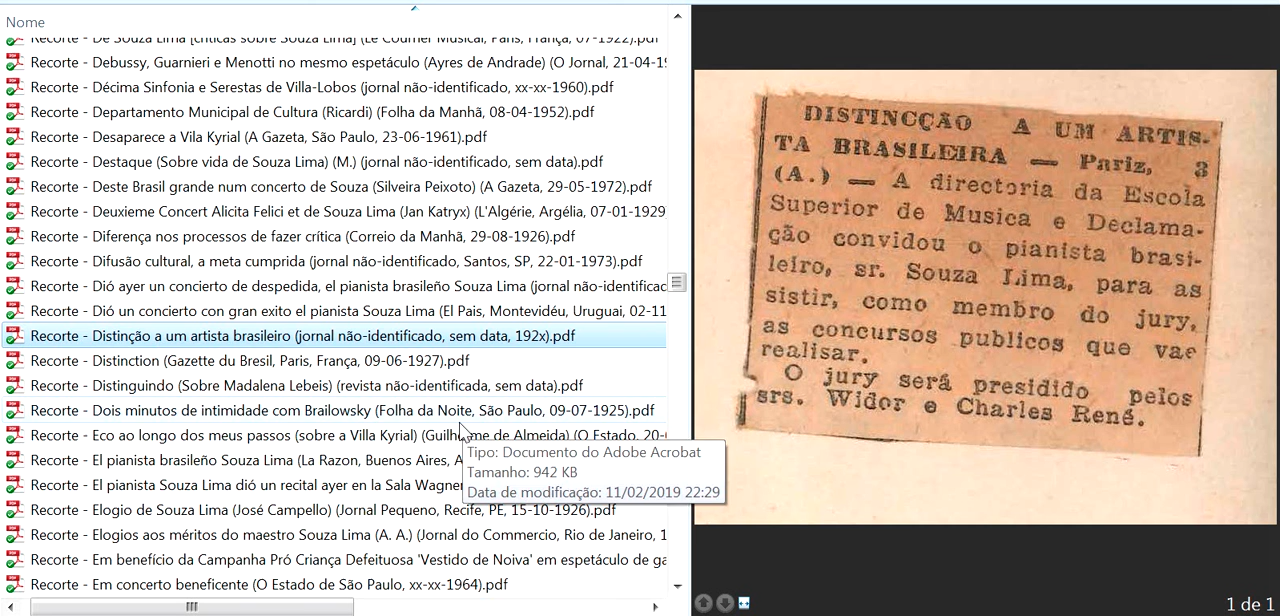 Nome
Recorte - De Souza Lima [críticas sobre Souza Lima] (Le Courrier Musical, Paris, França, 07-1922).pdf
Recorte - Debussy, Guarnieri e Menotti no mesmo espetáculo (Ayres de Andrade) (O Jornal, 21-04-19
Recorte - Décima Sinfonia e Serestas de Villa-Lobos (jornal não-identificado, xx-xx-1960).pdf
Recorte - Departamento Municipal de Cultura (Ricardi) (Folha da Manhã, 08-04-1952).pdf
Recorte - Desaparece a Vila Kyrial (A Gazeta, São Paulo, 23-06-1961).pdf
Recorte - Destaque (Sobre vida de Souza Lima) (M.) (jornal não-identificado, sem data).pdf
Recorte - Deste Brasil grande num concerto de Souza (Silveira Peixoto) (A Gazeta, 29-05-1972).pdf
Recorte - Deuxieme Concert Alicita Felici et de Souza Lima (Jan Katryx) (L'Algérie, Argélia, 07-01-1929
Recorte - Diferença nos processos de fazer crítica (Correio da Manhã, 29-08-1926).pdf
Recorte - Difusão cultural, a meta cumprida (jornal não-identificado, Santos, SP, 22-01-1973).pdf
Recorte - Dió ayer un concierto de despedida, el pianista brasileño Souza Lima (jornal não-identificad
Recorte - Dió un concierto con gran exito el pianista Souza Lima (El Pais, Montevidéu, Uruguai, 02-11
Recorte - Distinção a um artista brasileiro (jornal não-identificado, sem data, 192x).pdf
Recorte - Distinction (Gazette du Bresil, Paris, França, 09-06-1927).pdf
Recorte - Distinguindo (Sobre Madalena Lebeis) (revista não-identificada, sem data).pdf
Recorte - Dois minutos de intimidade com Brailowsky (Folha da Noite, São Paulo, 09-07-1925).pdf
Recorte - Eco ao longo dos meus passos (sobre a Villa Kyrial) (Guilherme de Almeida) (O Estado, 20-
Recorte - El pianista brasileño Souza Lima (La Razon, Buenos Aires, A
Recorte - El pianista Souza Lima dió un recital ayer en la Sala Wagner
Recorte - Elogio de Souza Lima (José Campello) (Jornal Pequeno, Recife, PE, 15-10-1926).pdf
Recorte - Elogios aos méritos do maestro Souza Lima (A. A.) (Jornal do Commercio, Rio de Janeiro, 1
Recorte - Em benefício da Campanha Pró Criança Defeituosa 'Vestido de Noiva' em espetáculo de ga
Recorte - Em concerto beneficente (O Estado de São Paulo, xx-xx-1964).pdf
Tipo: Documento do Adobe Acrobat
Tamanho: 942 KB
Data de modificação: 11/02/2019 22:29
DISTINCÇÃO A UM ARTIS-
TA BRASILEIRA — Pariz, 3
(A.) — A directoria da Escola
Superior de Musica e Declama-
ção convidou o pianista brasi-
leiro, sr. Souza Lima, para as
sistir, como membro do jury,
as concursos publicos que vae
realisar.
O jury será presidido pelos
srs. Widor e Charles René.
1 de 1